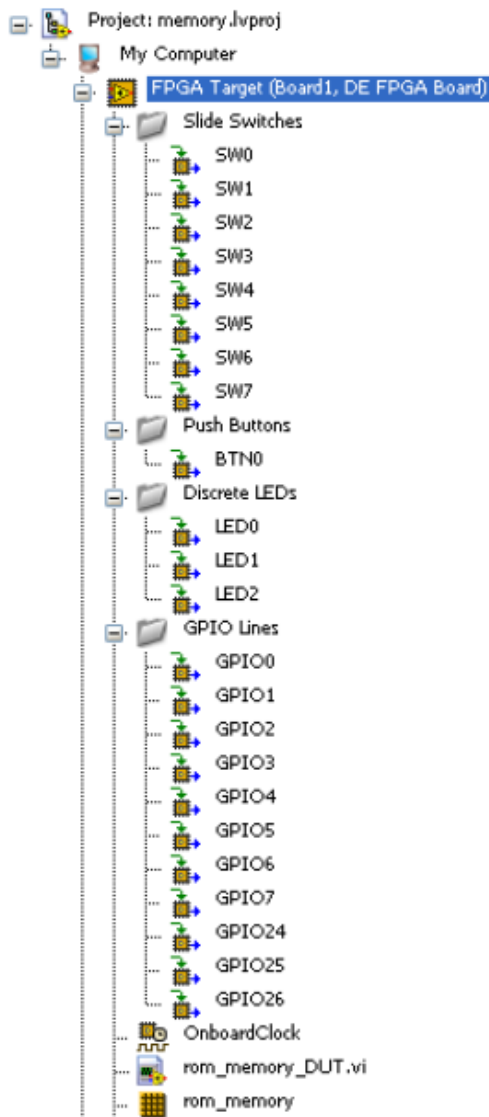 Project: memory.lvproj
My Computer
FPGA Target (Board1, DE FPGA Board)
Slide Switches
SW0
SW1
SW2
SW3
SW4
SW5
SW6
SW7
Push Buttons
BTN0
Discrete LEDs
LED0
LED1
LED2
GPIO Lines
GPIO0
GPIO1
GPIO2
GPIO3
GPIO4
GPIO5
GPIO6
GPIO7
GPIO24
GPIO25
GPIO26
OnboardClock
rom_memory_DUT.vi
rom_memory